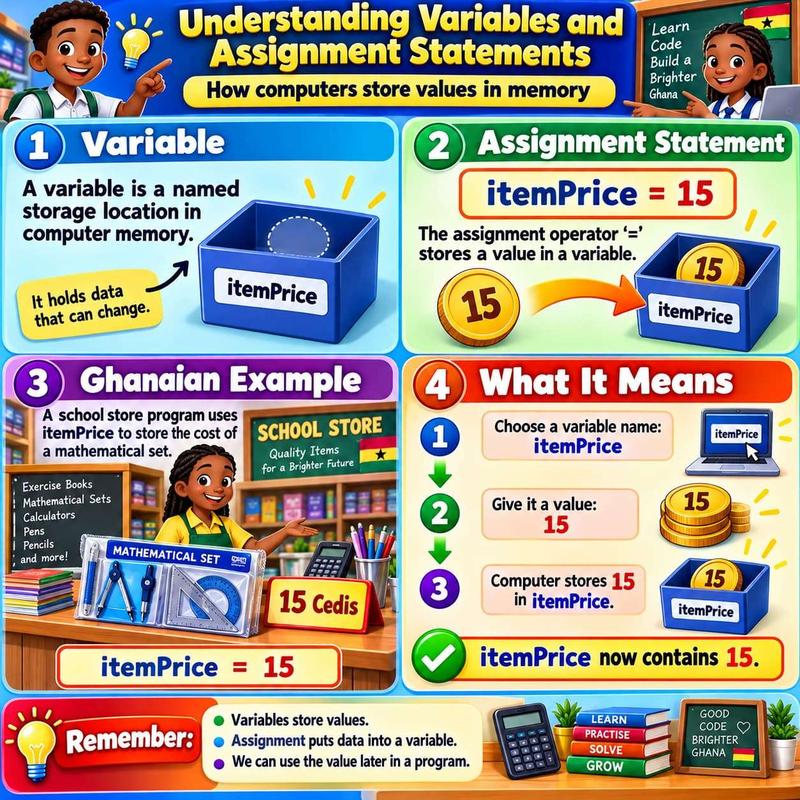 Understanding Variables and
Assignment Statements
How computers store values in memory
Learn
Code
Build a
Brighter
Ghana
1 Variable
A variable is a named
storage location in
computer memory.
It holds data
that can change.
itemPrice
2 Assignment Statement
itemPrice = 15
The assignment operator ‘=’
stores a value in a variable.
15
15
itemPrice
3 Ghanaian Example
A school store program uses
itemPrice to store the cost of
a mathematical set.
SCHOOL STORE
Quality Items
for a Brighter Future
Exercise Books
Mathematical Sets
Calculators
Pens
Pencils
and more!
MATHEMATICAL SET
15 Cedis
itemPrice = 15
4 What It Means
1
Choose a variable name:
itemPrice
itemPrice
2
Give it a value:
15
15
3
Computer stores 15
in itemPrice.
15
itemPrice
itemPrice now contains 15.
Remember:
Variables store values.
Assignment puts data into a variable.
We can use the value later in a program.
LEARN
PRACTISE
SOLVE
GROW
GOOD
CODE
BRIGHTER
GHANA